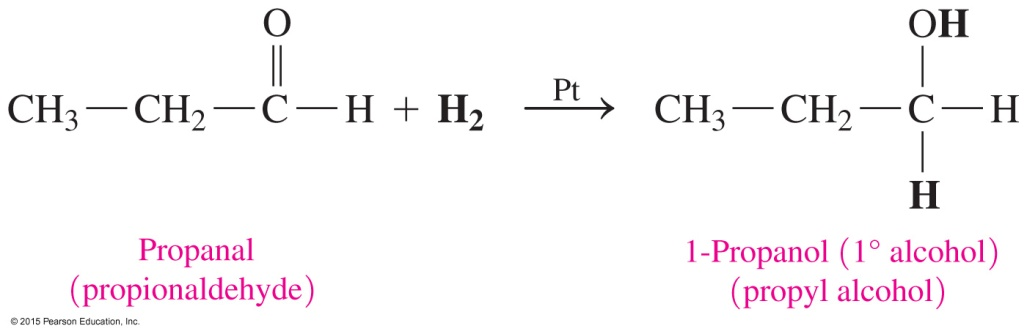 O OH
CH₃—CH₂—C—H + H₂ Pt CH₃—CH₂—C—H
H
Propanal 1-Propanol (1° alcohol)
(propionaldehyde) (propyl alcohol)
© 2015 Pearson Education, Inc.